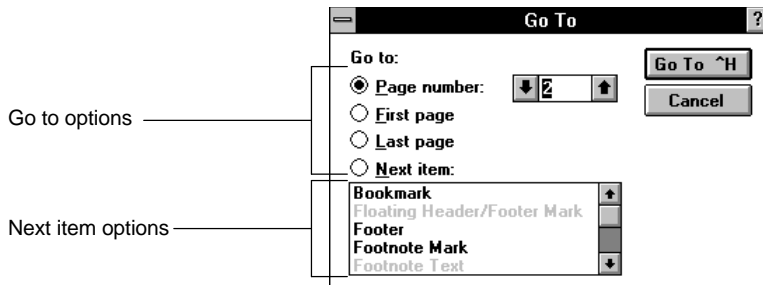 Go To
?
Go to:
Page number:
2
First page
Last page
Next item:
Go To ^H
Cancel
Go to options
Bookmark
Floating Header/Footer Mark
Footer
Footnote Mark
Footnote Text
Next item options